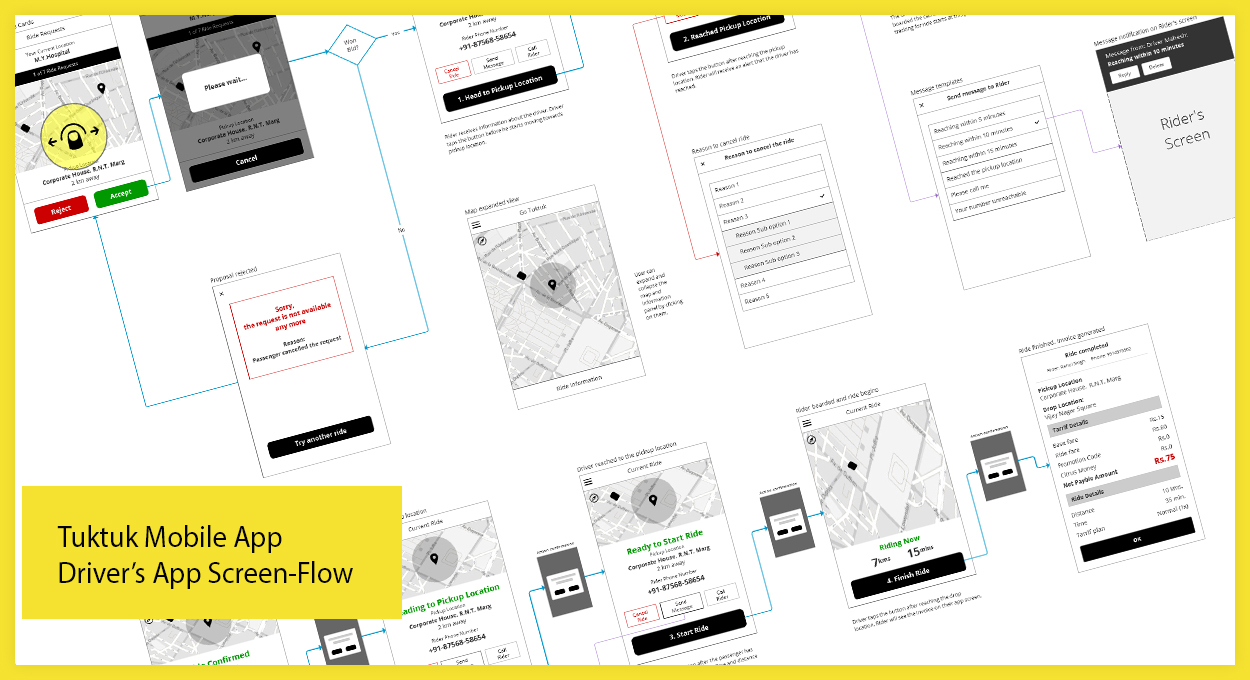 Cards
Ride Requests
Your Current Location
M.Y Hospital
1 of 7 Ride Requests
Corporate House, R.N.T. Marg
2 km away
Reject
Accept
1 of 7 Ride Requests
Please wait...
Pickup Location
Corporate House, R.N.T. Marg
2 km away
Cancel
Won
Bid?
Yes
No
Corporate House, R.N.T. Marg
2 km away
Rider Phone Number
+91-87568-58654
Cancel
Ride
Send
Message
Call
Rider
1. Head to Pickup Location
Rider receives information about the driver. Driver
taps the button before he starts moving towards
pickup location.
2. Reached Pickup Location
Driver taps the button after reaching the pickup
location. Rider will receive an alert that the driver has
reached.
Reason to cancel ride
Reason to cancel the ride
Reason 1
Reason 2
Reason 3
Reason Sub option 1
Reason Sub option 2
Reason Sub option 3
Reason 4
Reason 5
Message templates
Send message to Rider
Reaching within 5 minutes
Reaching within 10 minutes
Reaching within 15 minutes
Reached the pickup location
Please call me
Your number unreachable
Message notification on Rider's screen
Message from: Driver Mahesh:
Reaching within 10 minutes
Reply
Delete
Rider's
Screen
Proposal rejected
Sorry,
the request is not available
any more
Reason:
Passenger cancelled the request
Try another ride
Map expanded view
Go Tuktuk
Ride Information
User can
expand and
collapse the
map and
information
panel by clicking
on them.
Tuktuk Mobile App
Driver's App Screen-Flow
Confirmed
location
Current Ride
ading to Pickup Location
Pickup Location
Corporate House, R.N.T. Marg
2 km away
Rider Phone Number
+91-87568-58654
Cancel
Ride
Send
Call
Rider
Driver reached to the pickup location
Current Ride
Ready to Start Ride
Pickup Location
Corporate House, R.N.T. Marg
2 km away
Rider Phone Number
+91-87568-58654
Cancel
Ride
Send
Message
Call
Rider
3. Start Ride
Rider boarded and ride begins
Current Ride
Riding Now
7kms 15mins
4. Finish Ride
Driver taps the button after reaching the drop
location. Rider will see the invoice on their app screen.
Ride finished. Invoice generated
Ride completed
Pickup Location
Corporate House, R.N.T. Marg
Drop Location:
Vijay Nagar Square
Tarrif Details
Base fare Rs.15
Ride fare Rs.60
Promotion Code Rs.0
Citrus Money Rs.0
Net Payable Amount Rs.75
Ride Details
Distance 10 kms.
Time 35 min.
Tarrif plan Normal (1x)
OK